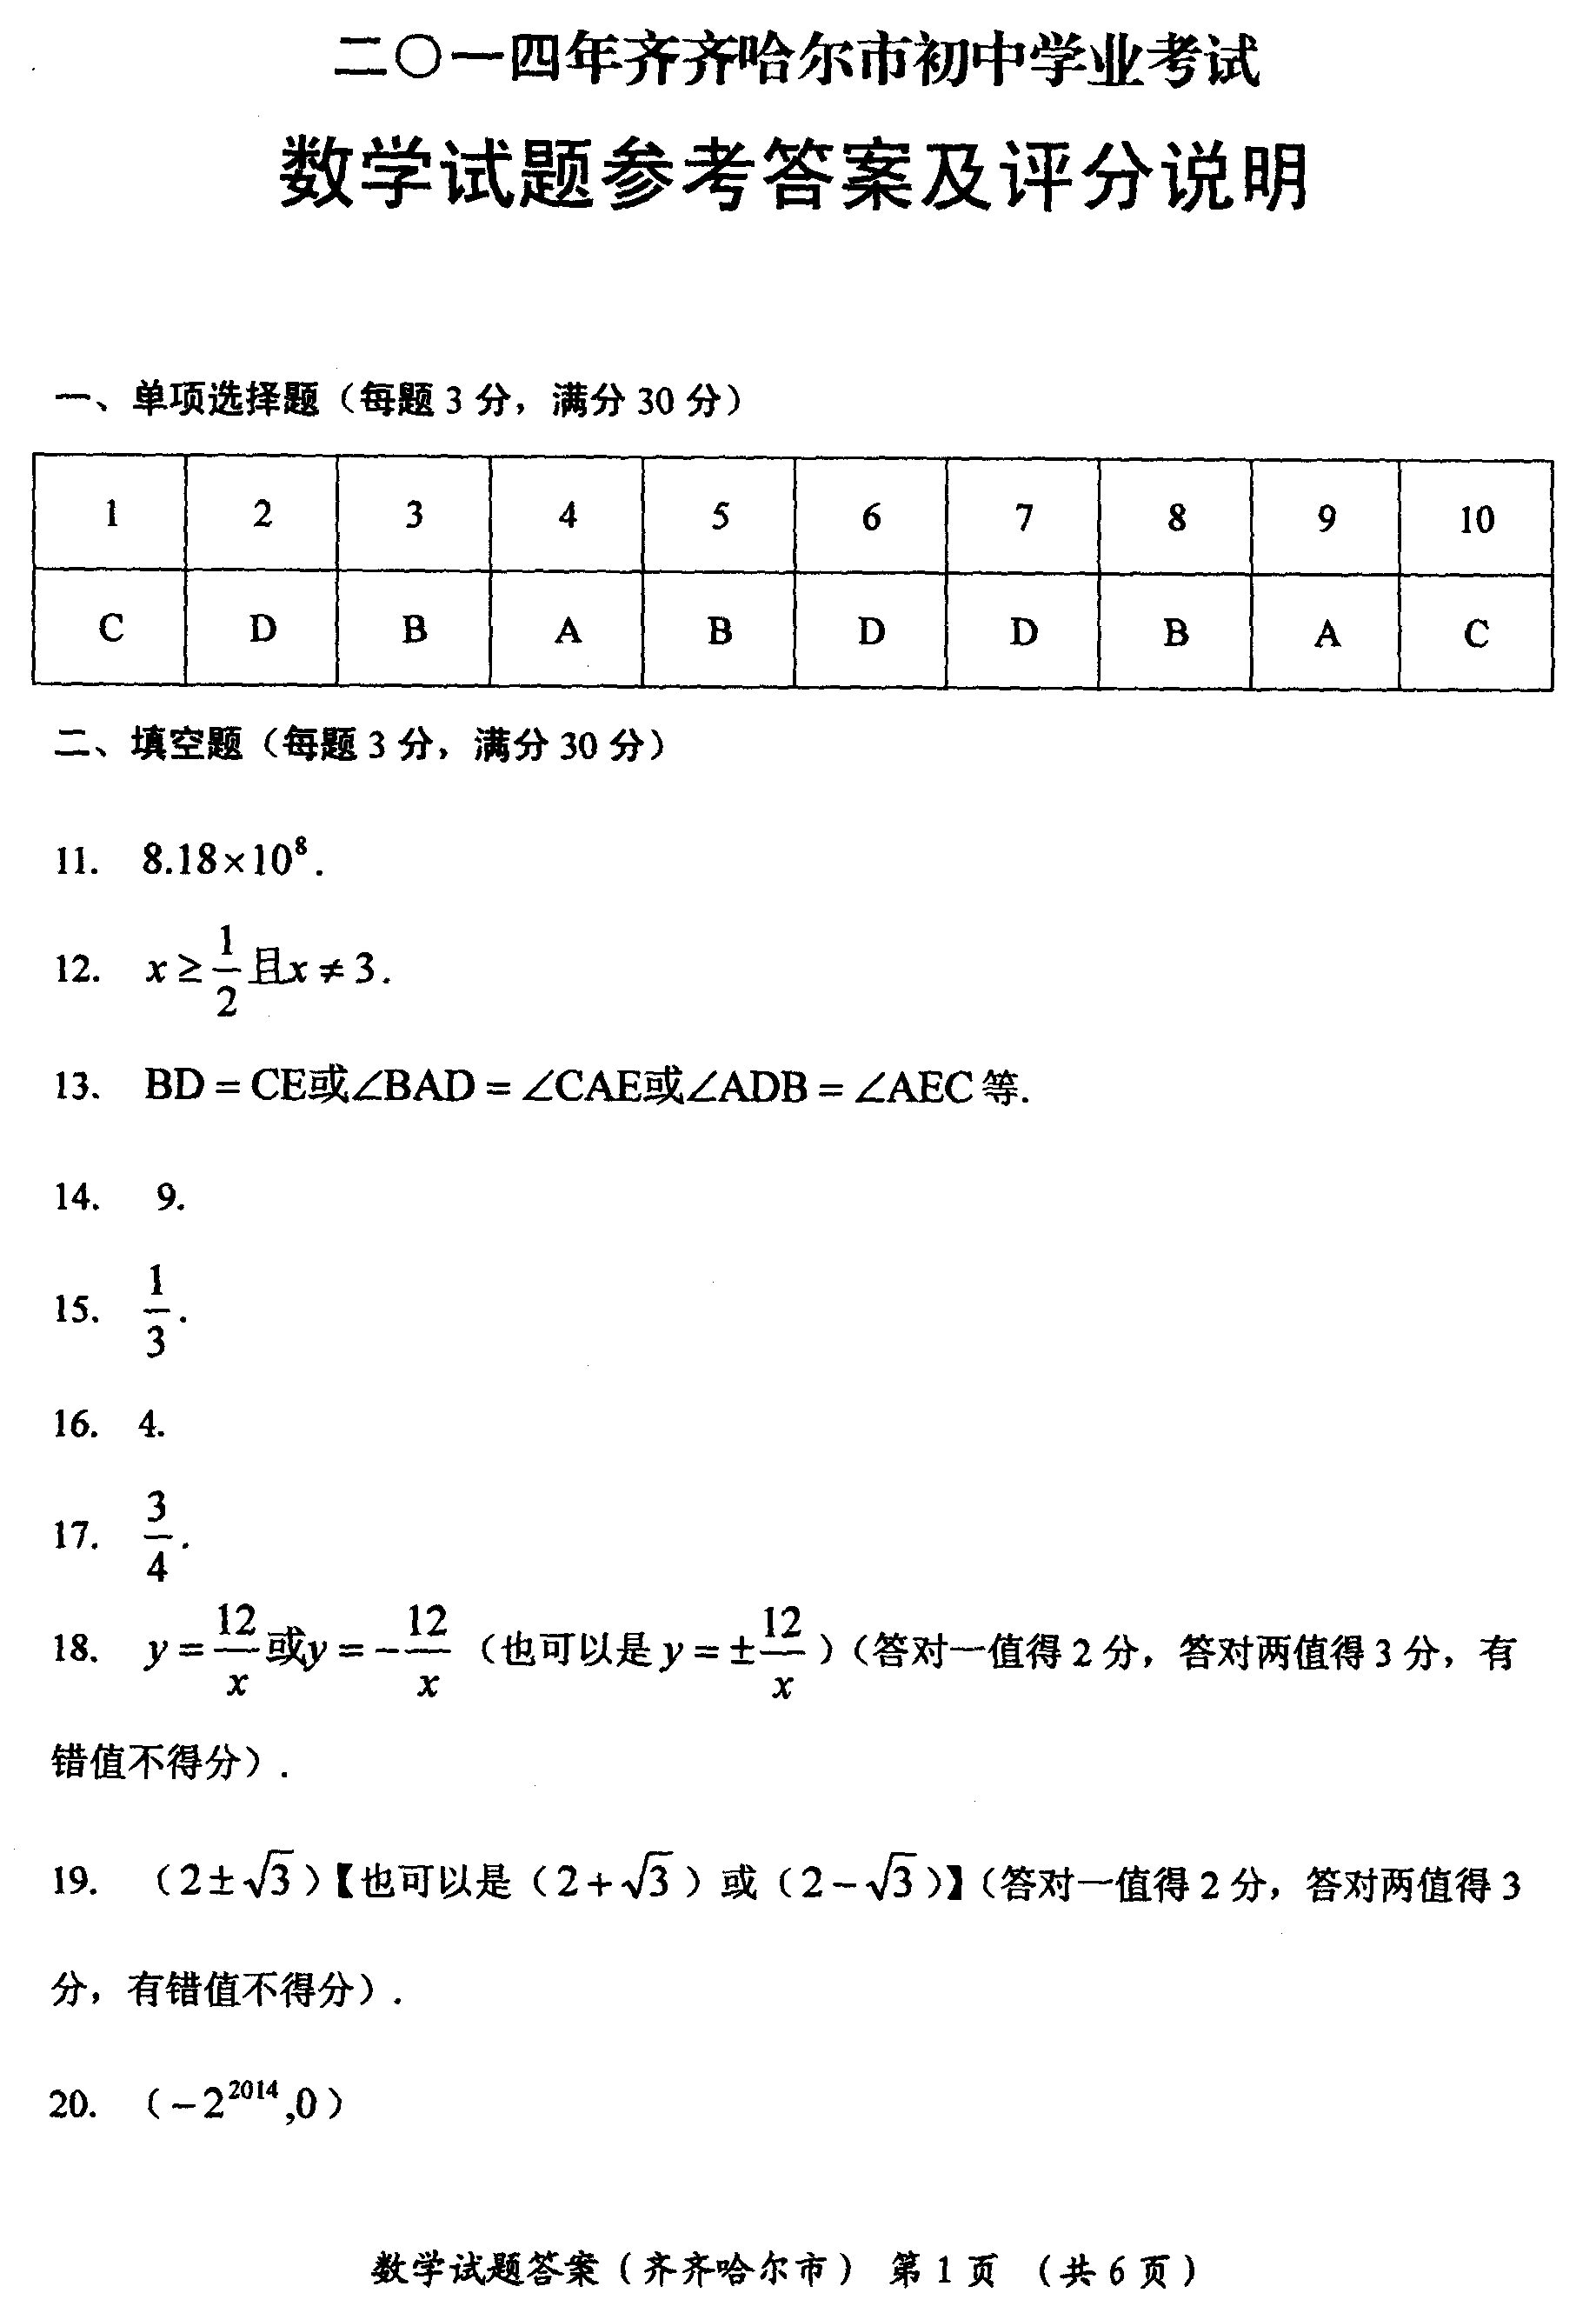 二〇一四年齐齐哈尔市初中学业考试
数学试题参考答案及评分说明
一、单项选择题（每题 3 分，满分 30 分）
1 2 3 4 5 6 7 8 9 10
C D B A B D D B A C
二、填空题（每题 3 分，满分 30 分）
11. 8.18×10⁸.
12. x ≥ 1/2 且x ≠ 3.
13. BD = CE或∠BAD = ∠CAE或∠ADB = ∠AEC 等.
14. 9.
15. 1/3.
16. 4.
17. 3/4.
18. y = 12/x 或y = −12/x （也可以是 y = ±12/x）（答对一值得 2 分，答对两值得 3 分，有
错值不得分）.
19. （2±√3）【也可以是（2+√3）或（2−√3）】（答对一值得 2 分，答对两值得 3
分，有错值不得分）.
20. （−2²⁰¹⁴,0）
数学试题答案（齐齐哈尔市） 第 1 页 （共 6 页）